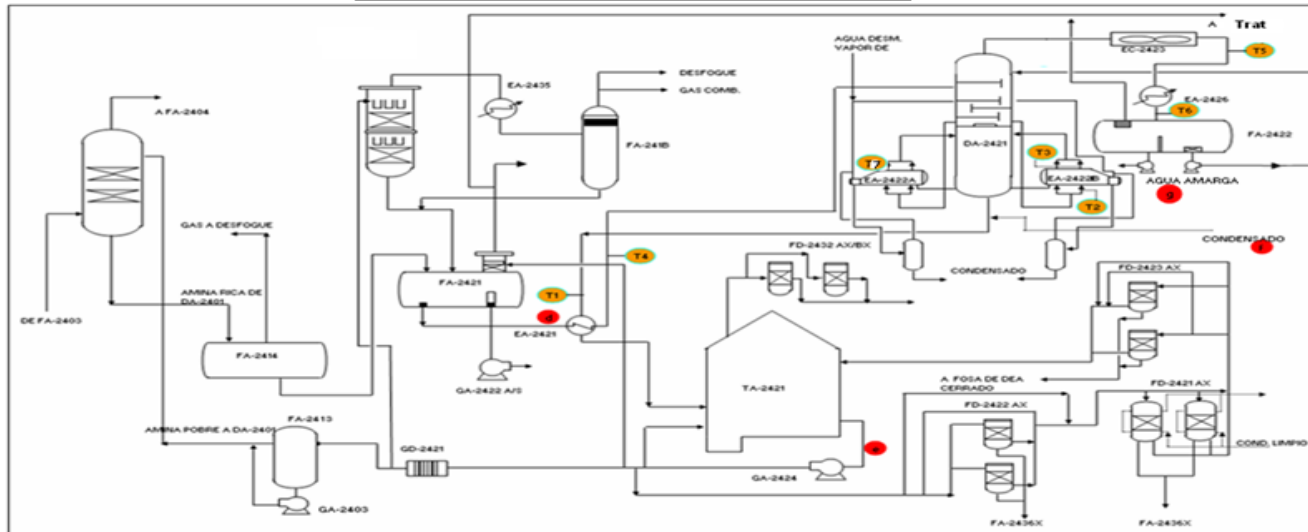 A Trat
AGUA DESM.
VAPOR DE
EC-2423
T5
EA-2435
DESFOGUE
GAS COMB.
A FA-2404
EA-2426
T6
FA-2422
FA-241B
DA-2421
T7
T3
EA-2422A
EA-2422B
T2
AGUA AMARGA
g
GAS A DESFOGUE
CONDENSADO
f
FD-2432 AX/BX
T4
FA-2421
CONDENSADO
FD-2423 AX
AMINA RICA DE
DA-2401
T1
d
DE FA-2403
EA-2421
FA-2414
GA-2422 A/S
TA-2421
A FOSA DE DEA
CERRADO
FD-2421 AX
FD-2422 AX
FA-2413
AMINA POBRE A DA-2401
GD-2421
e
COND. LIMPIO
GA-2424
GA-2403
FA-2436X
FA-2436X